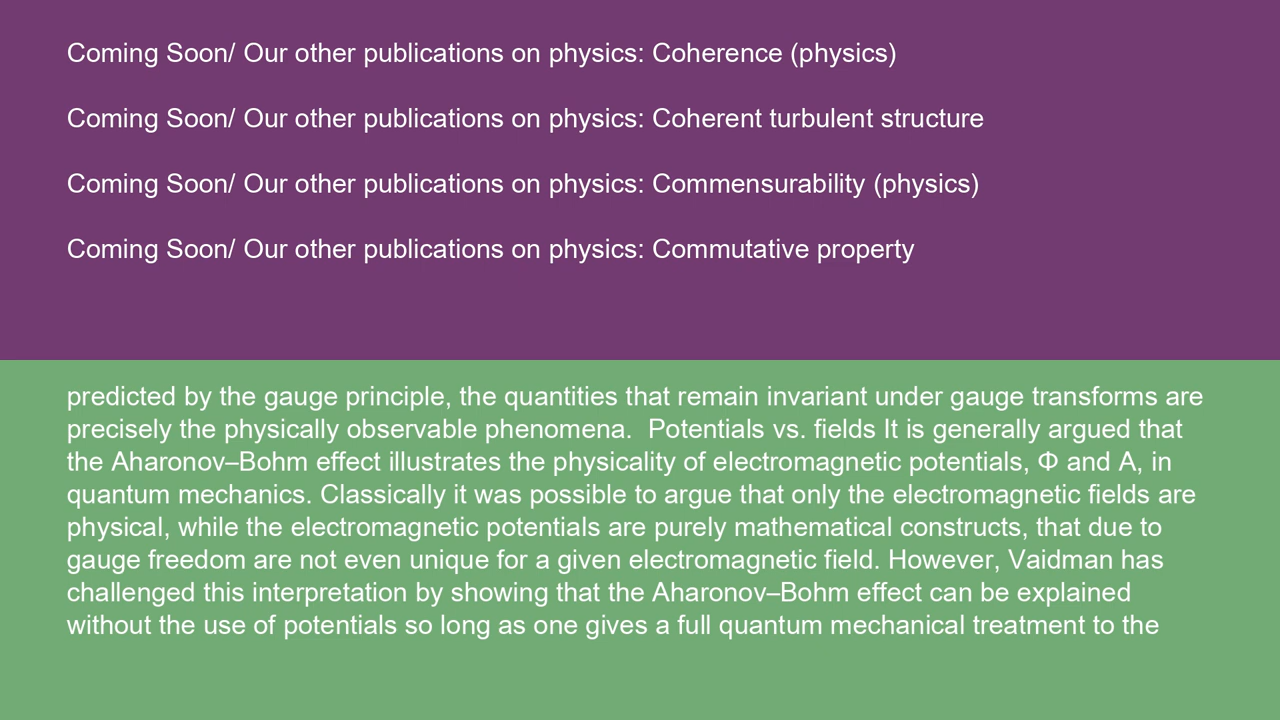 Coming Soon/ Our other publications on physics: Coherence (physics)
Coming Soon/ Our other publications on physics: Coherent turbulent structure
Coming Soon/ Our other publications on physics: Commensurability (physics)
Coming Soon/ Our other publications on physics: Commutative property
predicted by the gauge principle, the quantities that remain invariant under gauge transforms are
precisely the physically observable phenomena.  Potentials vs. fields It is generally argued that
the Aharonov–Bohm effect illustrates the physicality of electromagnetic potentials, Φ and A, in
quantum mechanics. Classically it was possible to argue that only the electromagnetic fields are
physical, while the electromagnetic potentials are purely mathematical constructs, that due to
gauge freedom are not even unique for a given electromagnetic field. However, Vaidman has
challenged this interpretation by showing that the Aharonov–Bohm effect can be explained
without the use of potentials so long as one gives a full quantum mechanical treatment to the